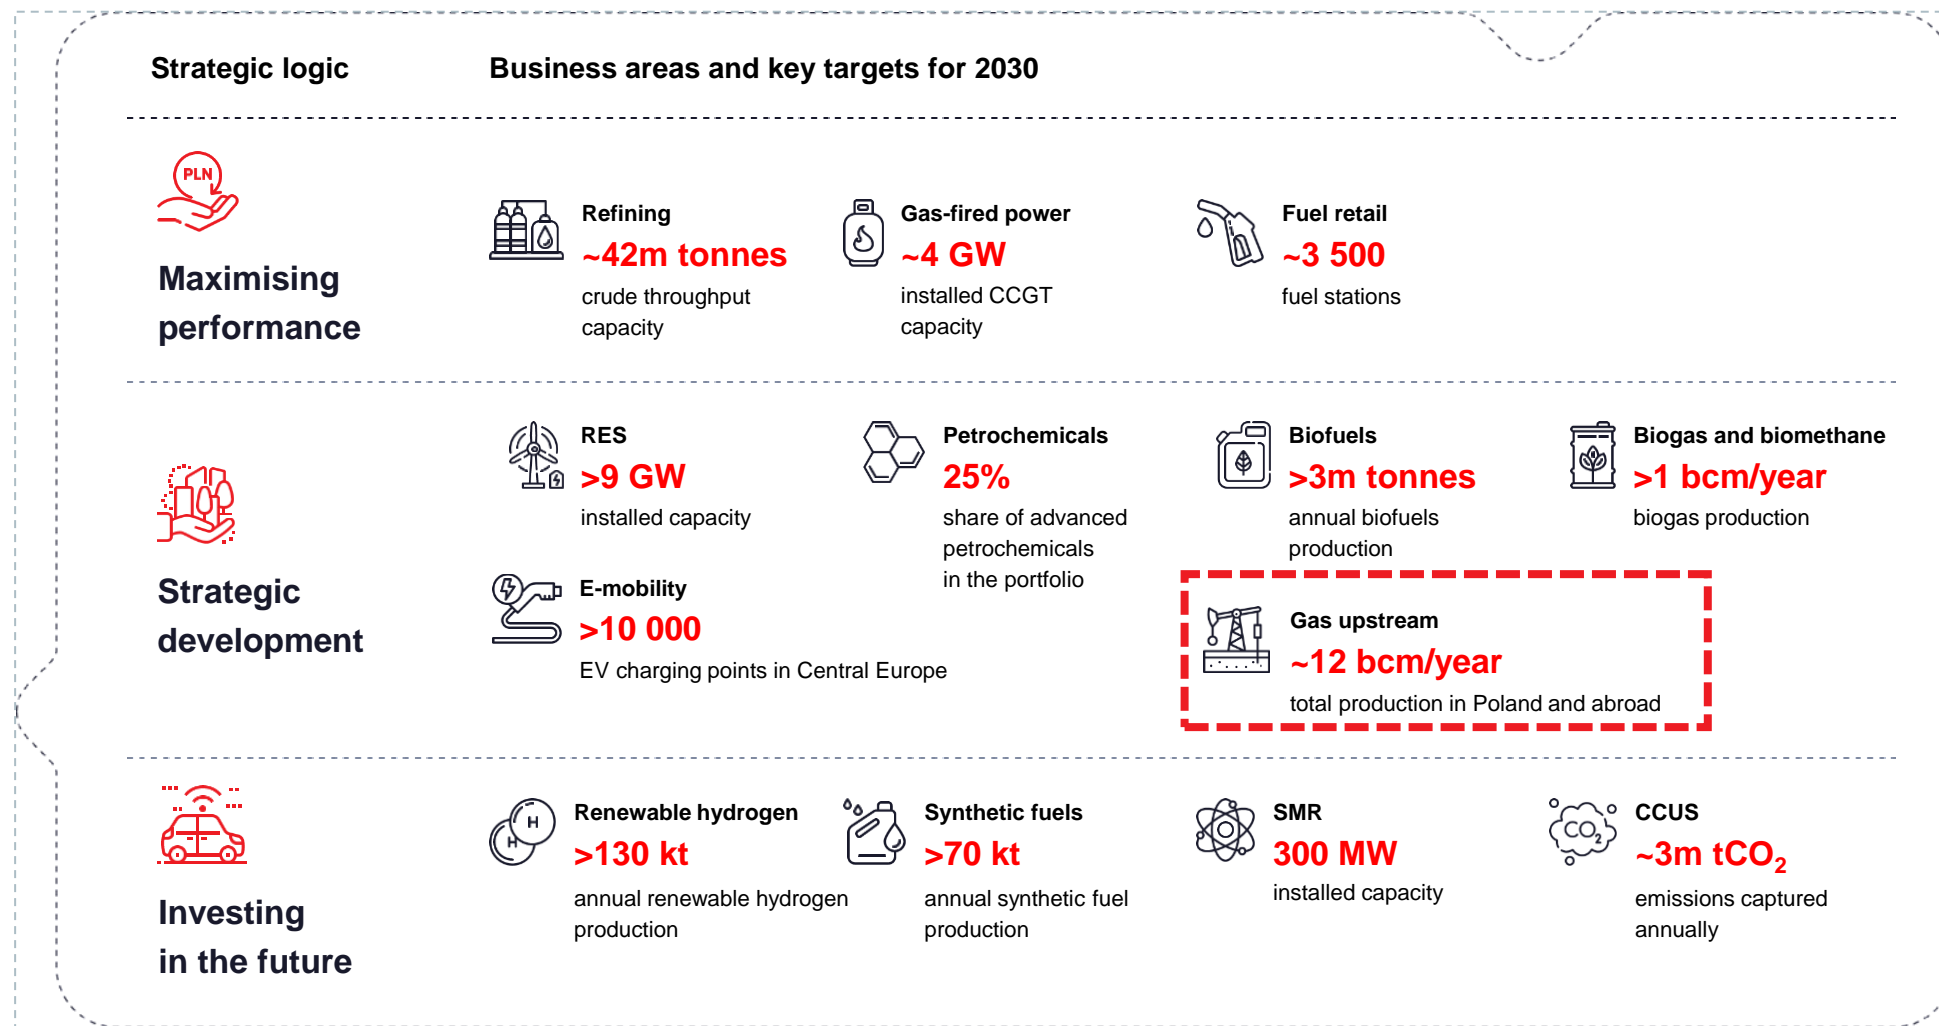 Strategic logic
Business areas and key targets for 2030
PLN
Maximising
performance
Refining
~42m tonnes
crude throughput
capacity
Gas-fired power
~4 GW
installed CCGT
capacity
Fuel retail
~3 500
fuel stations
Strategic
development
RES
>9 GW
installed capacity
Petrochemicals
25%
share of advanced
petrochemicals
in the portfolio
Biofuels
>3m tonnes
annual biofuels
production
Biogas and biomethane
>1 bcm/year
biogas production
E-mobility
>10 000
EV charging points in Central Europe
Gas upstream
~12 bcm/year
total production in Poland and abroad
Investing
in the future
H
H
Renewable hydrogen
>130 kt
annual renewable hydrogen
production
Synthetic fuels
>70 kt
annual synthetic fuel
production
SMR
300 MW
installed capacity
CO₂
CCUS
~3m tCO₂
emissions captured
annually